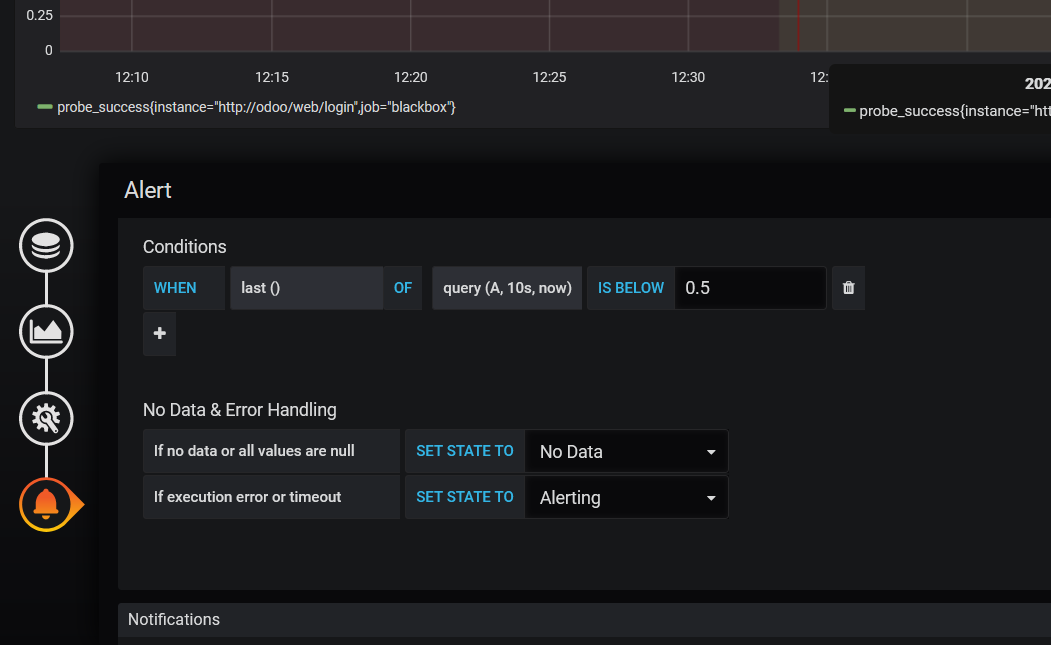 0.25
0
12:10 12:15 12:20 12:25 12:30 12:
202
probe_success{instance="http://odoo/web/login",job="blackbox"}
probe_success{instance="htt
Alert
Conditions
WHEN last () OF query (A, 10s, now) IS BELOW 0.5
+
No Data & Error Handling
If no data or all values are null SET STATE TO No Data
If execution error or timeout SET STATE TO Alerting
Notifications